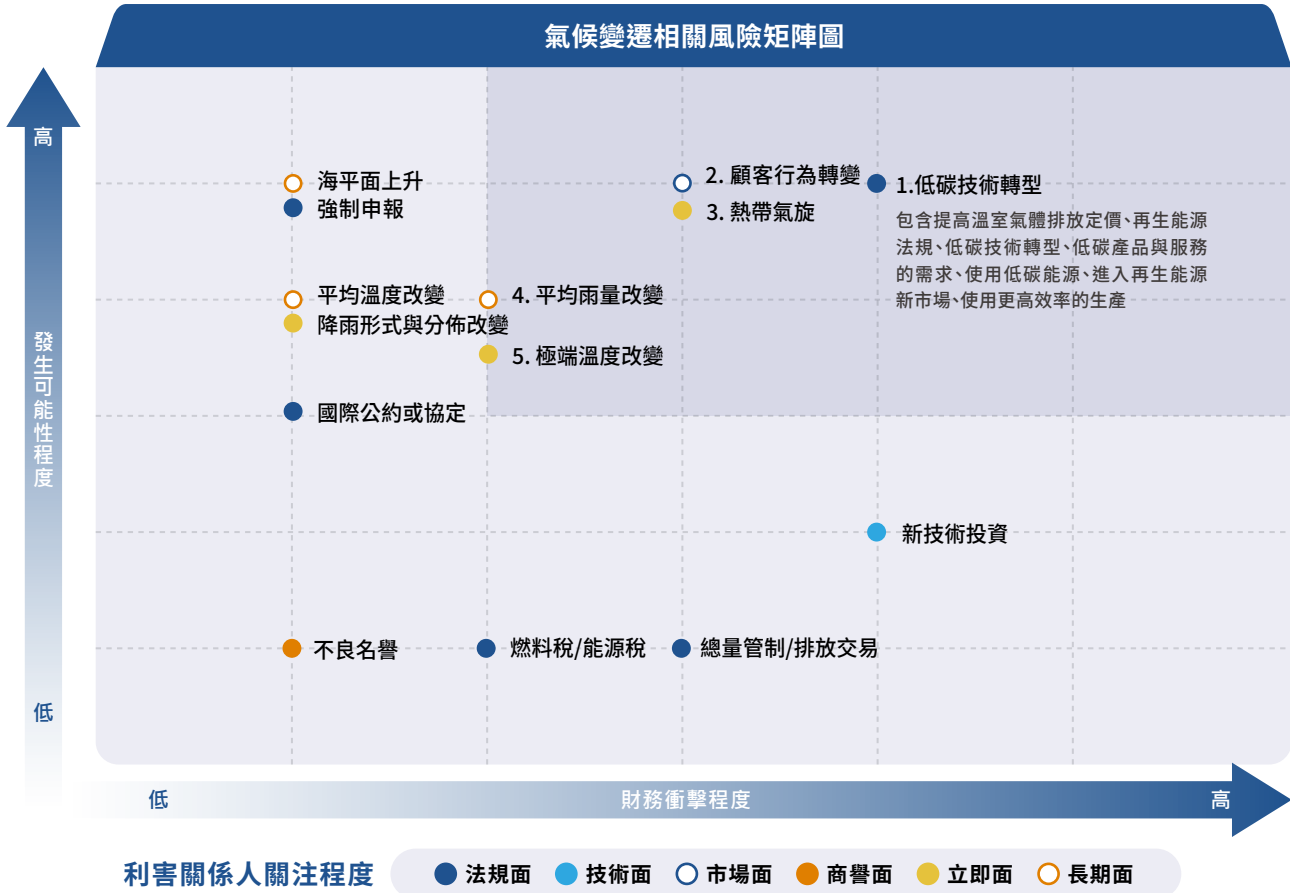 氣候變遷相關風險矩陣圖
高
發生可能性程度
低
海平面上升
強制申報
2. 顧客行為轉變
3. 熱帶氣旋
1.低碳技術轉型
包含提高溫室氣體排放定價、再生能源
法規、低碳技術轉型、低碳產品與服務
的需求、使用低碳能源、進入再生能源
新市場、使用更高效率的生產
平均溫度改變
降雨形式與分佈改變
4. 平均雨量改變
5. 極端溫度改變
國際公約或協定
新技術投資
不良名譽
燃料稅/能源稅
總量管制/排放交易
低
財務衝擊程度
高
利害關係人關注程度
法規面
技術面
市場面
商譽面
立即面
長期面